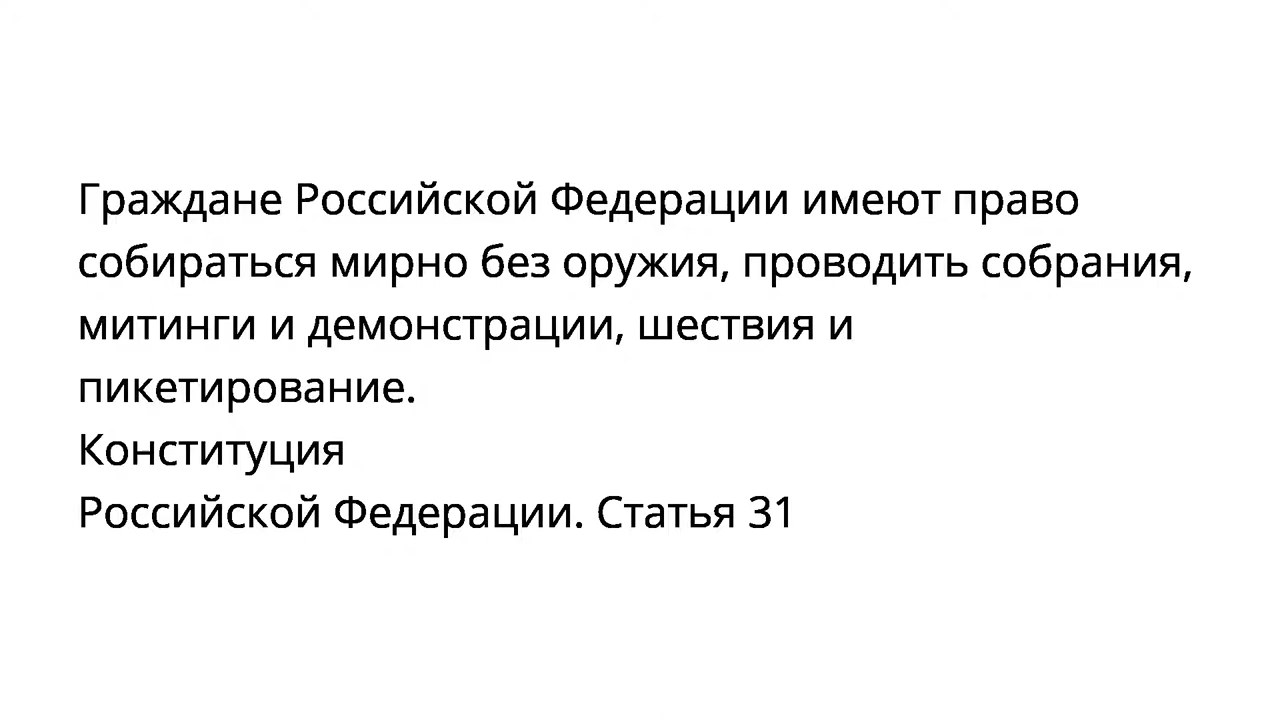 Граждане Российской Федерации имеют право
собираться мирно без оружия, проводить собрания,
митинги и демонстрации, шествия и
пикетирование.
Конституция
Российской Федерации. Статья 31